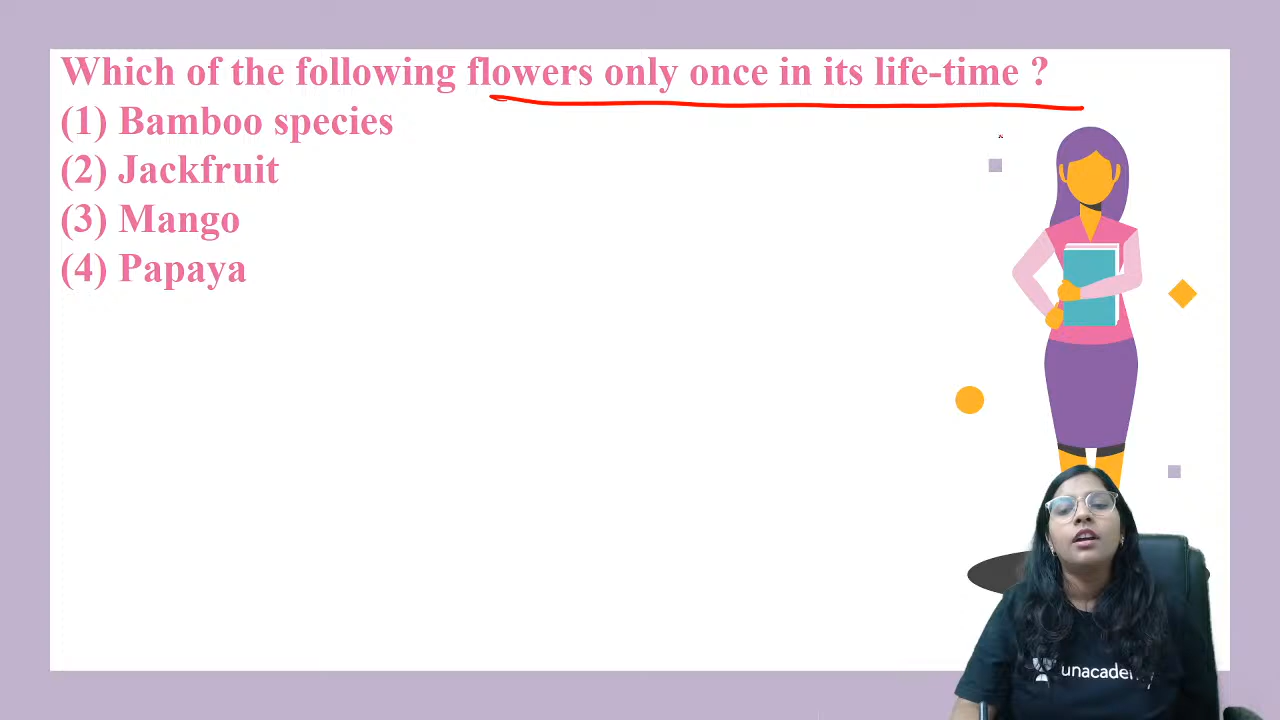 Which of the following flowers only once in its life-time ?
(1) Bamboo species
(2) Jackfruit
(3) Mango
(4) Papaya